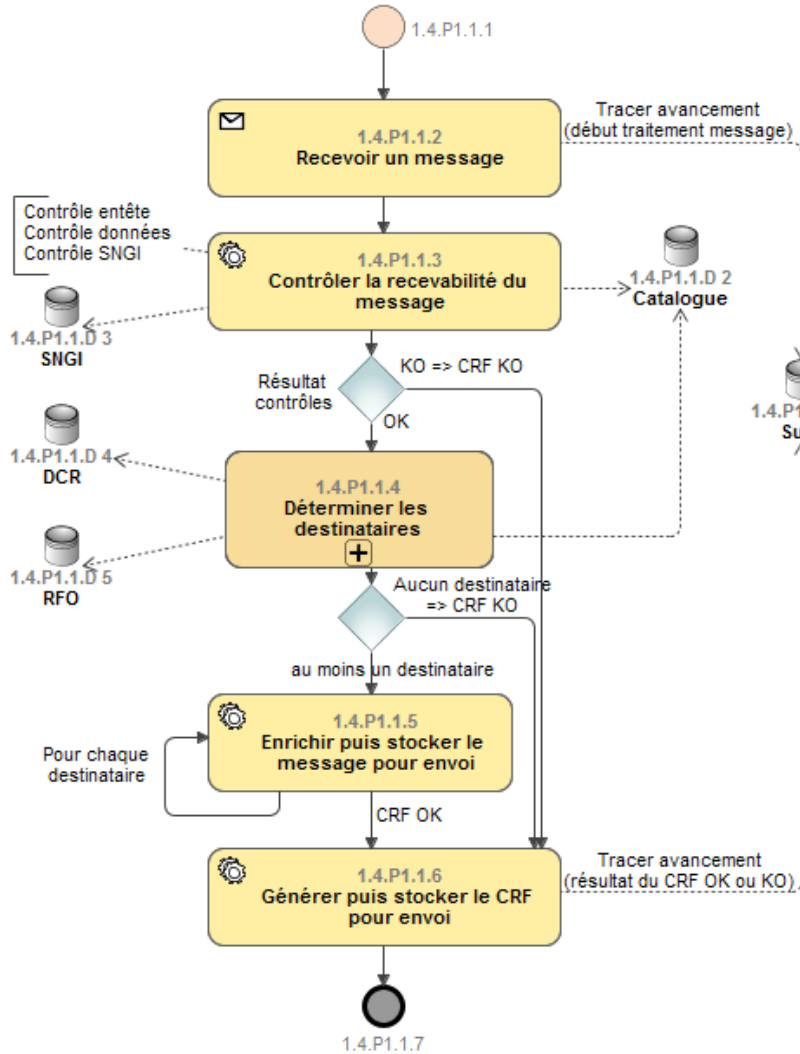 1.4.P1.1.1
1.4.P1.1.2
Recevoir un message
Tracer avancement
(début traitement message)
Contrôle entête
Contrôle données
Contrôle SNGI
1.4.P1.1.3
Contrôler la recevabilité du
message
1.4.P1.1.D 2
Catalogue
1.4.P1.1.D 3
SNGI
Résultat
contrôles
KO => CRF KO
OK
1.4.P1
Su
1.4.P1.1.D 4
DCR
1.4.P1.1.4
Déterminer les
destinataires
1.4.P1.1.D 5
RFO
Aucun destinataire
=> CRF KO
au moins un destinataire
1.4.P1.1.5
Enrichir puis stocker le
message pour envoi
Pour chaque
destinataire
CRF OK
1.4.P1.1.6
Générer puis stocker le CRF
pour envoi
Tracer avancement
(résultat du CRF OK ou KO)
1.4.P1.1.7